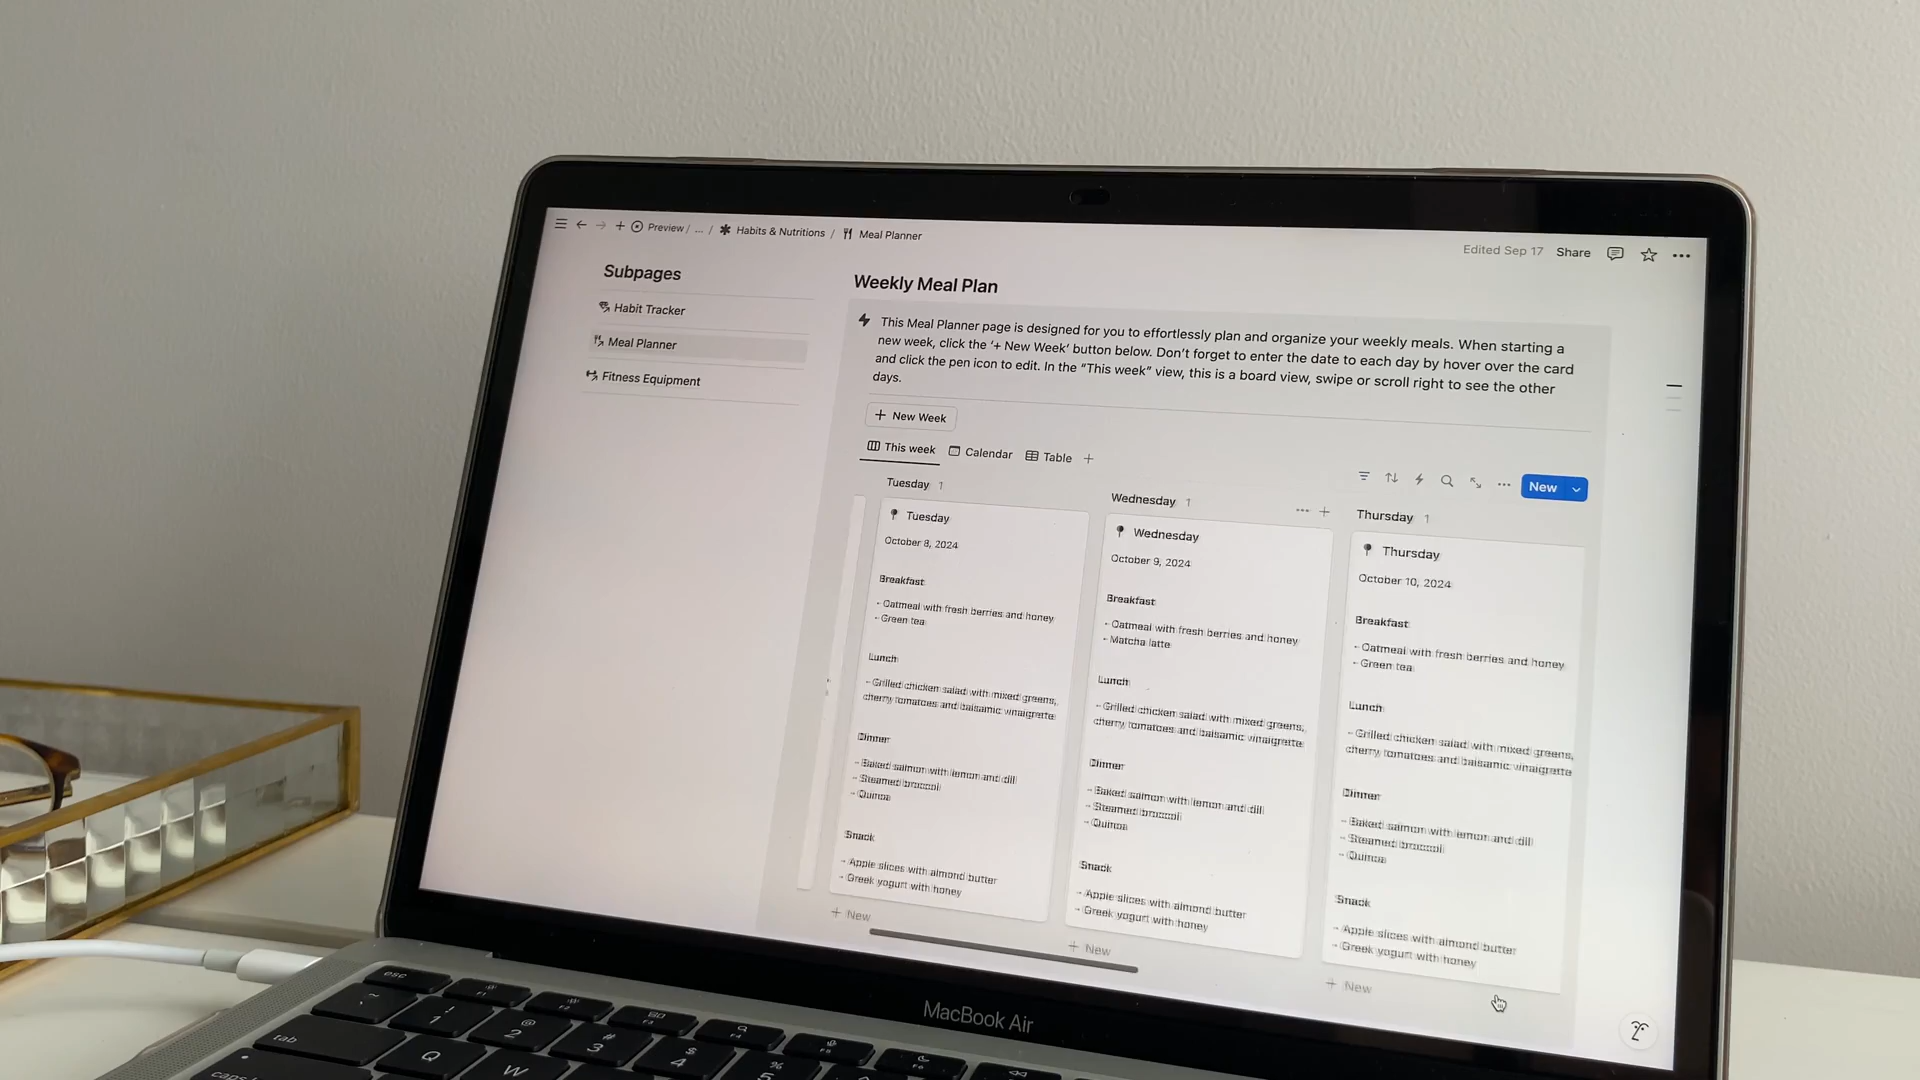 Preview / ... / Habits & Nutritions / Meal Planner
Edited Sep 17 Share
Subpages
Habit Tracker
Meal Planner
Fitness Equipment
Weekly Meal Plan
This Meal Planner page is designed for you to effortlessly plan and organize your weekly meals. When starting a
new week, click the ‘+ New Week’ button below. Don’t forget to enter the date to each day by hover over the card
and click the pen icon to edit. In the “This week” view, this is a board view, swipe or scroll right to see the other
days.
+ New Week
This week Calendar Table +
New
Tuesday 1
Tuesday
October 8, 2024
Breakfast
- Oatmeal with fresh berries and honey
- Green tea
Lunch
- Grilled chicken salad with mixed greens,
cherry tomatoes and balsamic vinaigrette
Dinner
- Baked salmon with lemon and dill
- Steamed broccoli
- Quinoa
Snack
- Apple slices with almond butter
- Greek yogurt with honey
+ New
Wednesday 1
Wednesday
October 9, 2024
Breakfast
- Oatmeal with fresh berries and honey
- Matcha latte
Lunch
- Grilled chicken salad with mixed greens,
cherry tomatoes and balsamic vinaigrette
Dinner
- Baked salmon with lemon and dill
- Steamed broccoli
- Quinoa
Snack
- Apple slices with almond butter
- Greek yogurt with honey
+ New
Thursday 1
Thursday
October 10, 2024
Breakfast
- Oatmeal with fresh berries and honey
- Green tea
Lunch
- Grilled chicken salad with mixed greens,
cherry tomatoes and balsamic vinaigrette
Dinner
- Baked salmon with lemon and dill
- Steamed broccoli
- Quinoa
Snack
- Apple slices with almond butter
- Greek yogurt with honey
+ New
MacBook Air
esc
~ ! 1 @ 2 # 3 $ 4 % 5
tab Q W
caps